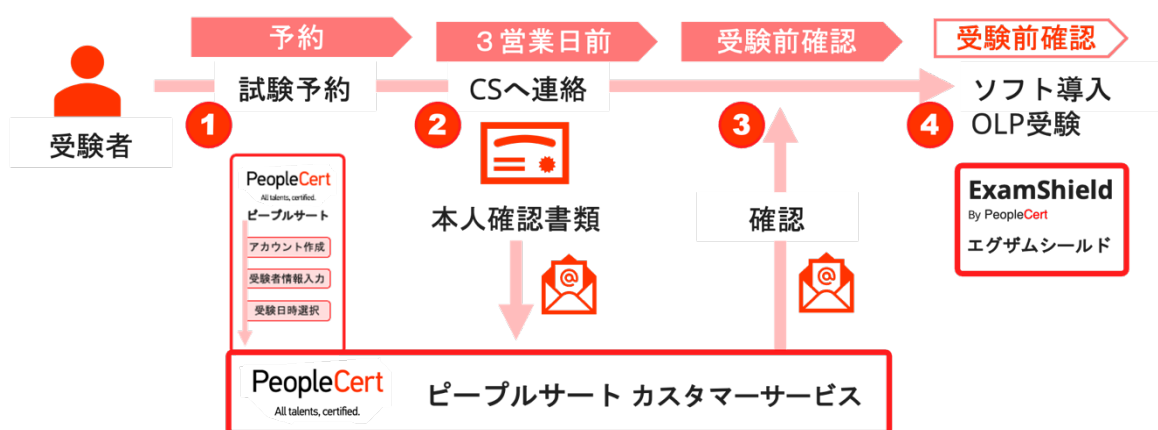 予約
3営業日前
受験前確認
受験前確認
受験者
1
試験予約
2
CSへ連絡
3
4
ソフト導入
OLP受験
PeopleCert
All talents, certified.
ピープルサート
アカウント作成
受験者情報入力
受験日時選択
本人確認書類
@
確認
@
ExamShield
By PeopleCert
エグザムシールド
PeopleCert
All talents, certified.
ピープルサート カスタマーサービス